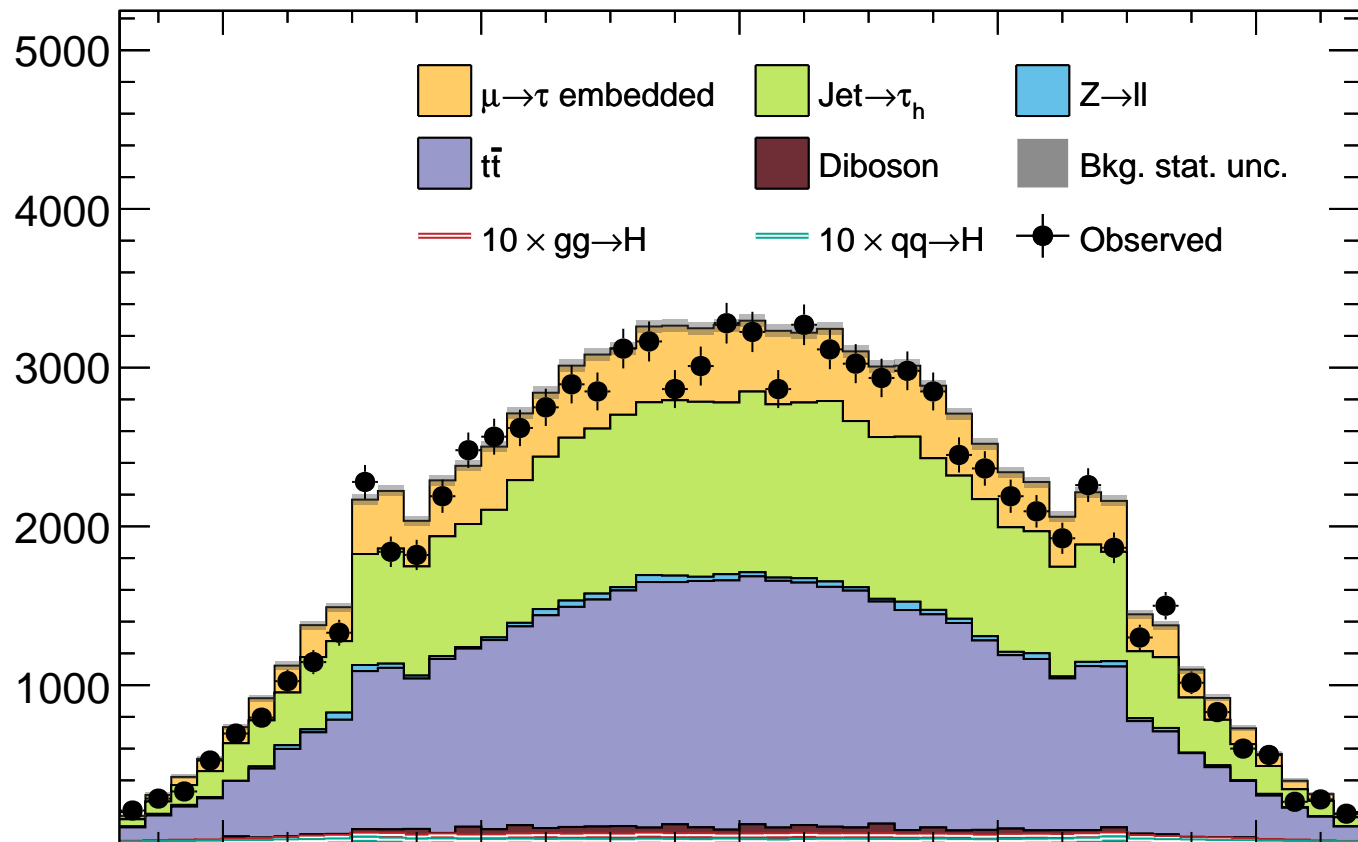 5000
μ→τ embedded Jet→τh Z→ll
tt̄ Diboson Bkg. stat. unc.
4000
10 × gg→H 10 × qq→H Observed
3000
2000
1000